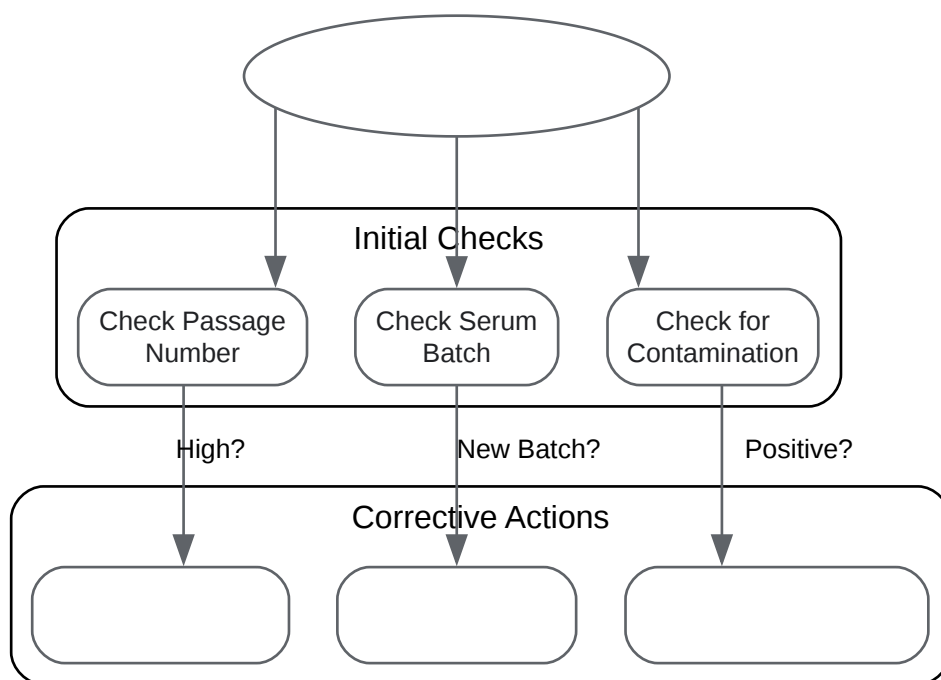 Initial Checks
Check Passage
Number
Check Serum
Batch
Check for
Contamination
High?
New Batch?
Positive?
Corrective Actions